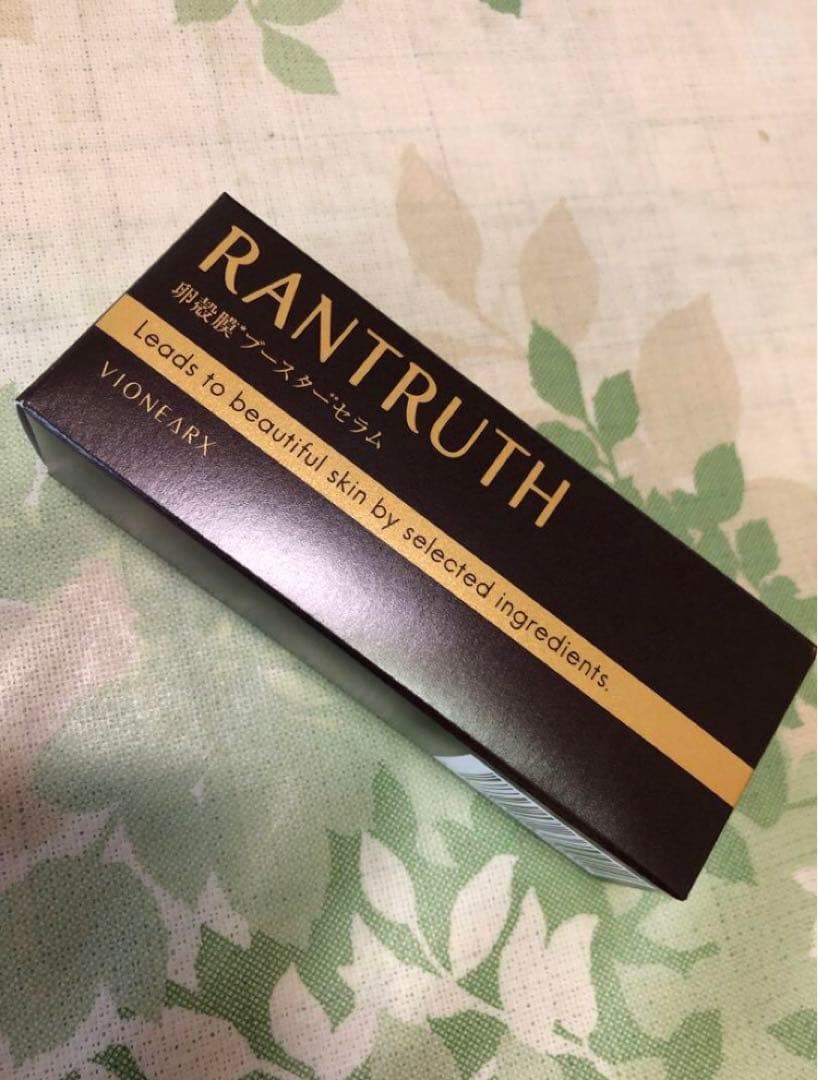 RANTRUTH
卵殻膜*ブースターセラム
Leads to beautiful skin by selected ingredients.
VIONEARX